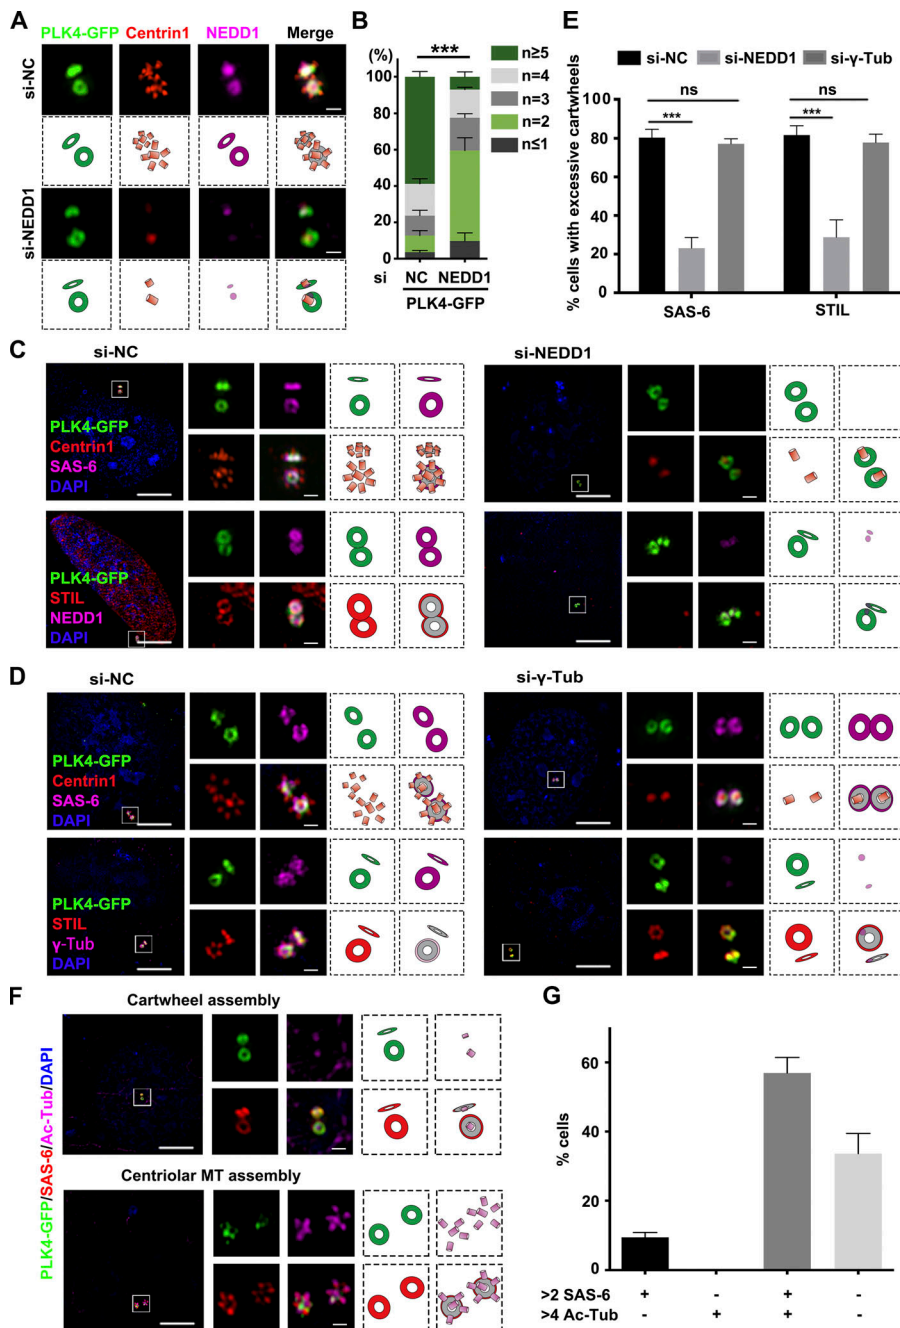 A
PLK4-GFP Centrin1 NEDD1 Merge
si-NC
si-NEDD1
B
(%)
***
100
80
60
40
20
0
n≥5
n=4
n=3
n=2
n≤1
si NC NEDD1
PLK4-GFP
E
si-NC si-NEDD1 si-γ-Tub
% cells with excessive cartwheels
100
80
60
40
20
0
ns
***
ns
***
SAS-6 STIL
C
si-NC
si-NEDD1
PLK4-GFP
Centrin1
SAS-6
DAPI
PLK4-GFP
STIL
NEDD1
DAPI
D
si-NC
si-γ-Tub
PLK4-GFP
Centrin1
SAS-6
DAPI
PLK4-GFP
STIL
γ-Tub
DAPI
F
Cartwheel assembly
Centriolar MT assembly
PLK4-GFP/SAS-6/Ac-Tub/DAPI
G
% cells
60
40
20
0
>2 SAS-6 + - + -
>4 Ac-Tub - + + -